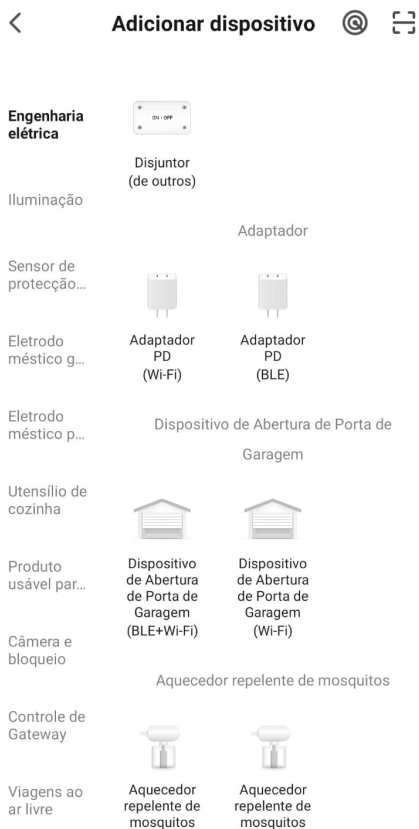 Adicionar dispositivo
Engenharia
elétrica
Iluminação
Sensor de
protecção...
Eletrodo
méstico g...
Eletrodo
méstico p...
Utensílio de
cozinha
Produto
usável par...
Câmera e
bloqueio
Controle de
Gateway
Viagens ao
ar livre
ON - OFF
Disjuntor
(de outros)
Adaptador
Adaptador
PD
(Wi-Fi)
Adaptador
PD
(BLE)
Dispositivo de Abertura de Porta de
Garagem
Dispositivo
de Abertura
de Porta de
Garagem
(BLE+Wi-Fi)
Dispositivo
de Abertura
de Porta de
Garagem
(Wi-Fi)
Aquecedor repelente de mosquitos
Aquecedor
repelente de
mosquitos
Aquecedor
repelente de
mosquitos